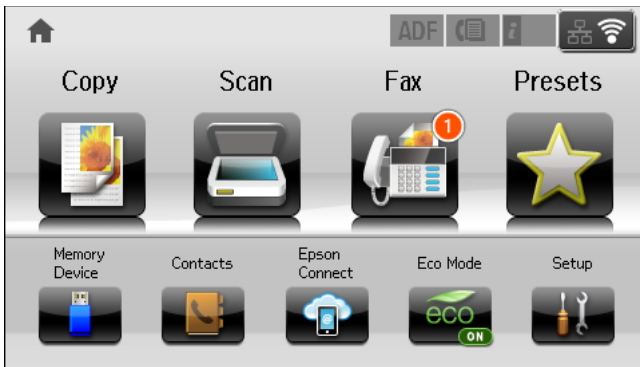 ADF i
Copy Scan Fax Presets
1
Memory Device Contacts Epson Connect Eco Mode Setup
@
eco
ON